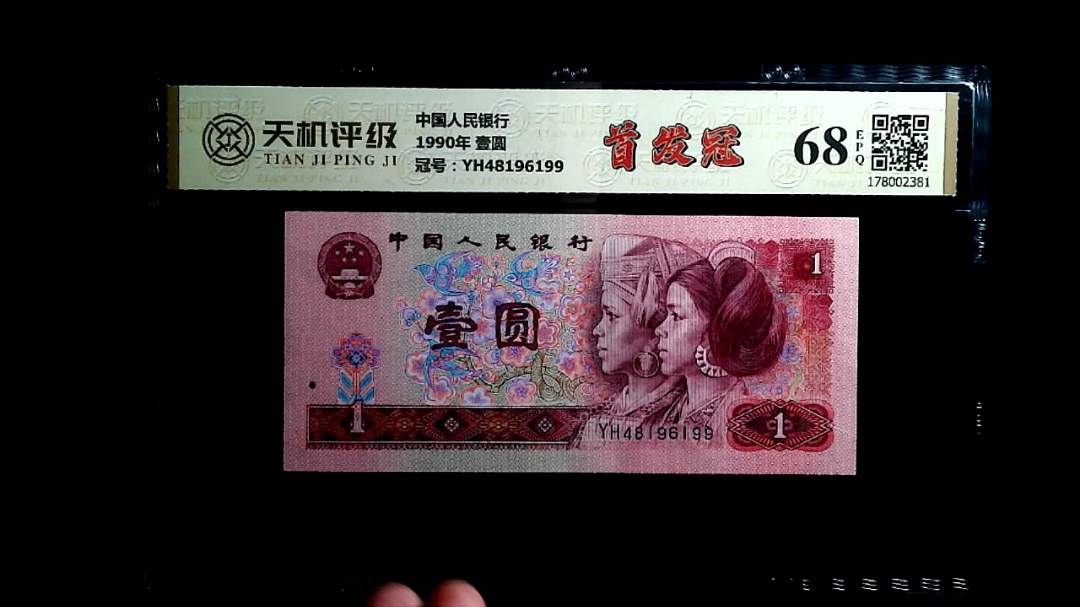 天机评级
TIAN JI PING JI
中国人民银行
1990年 壹圆
冠号：YH48196199
首发冠
68
EPQ
178002381
中国人民银行
1
壹圆
1
YH48196199
1